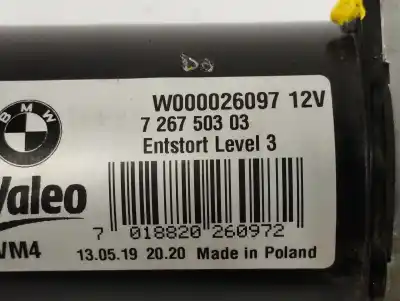 BMW
W000026097 12V
7 267 503 03
Entstort Level 3
Valeo
7 018820 260972
VM4 13.05.19 20.20 Made in Poland